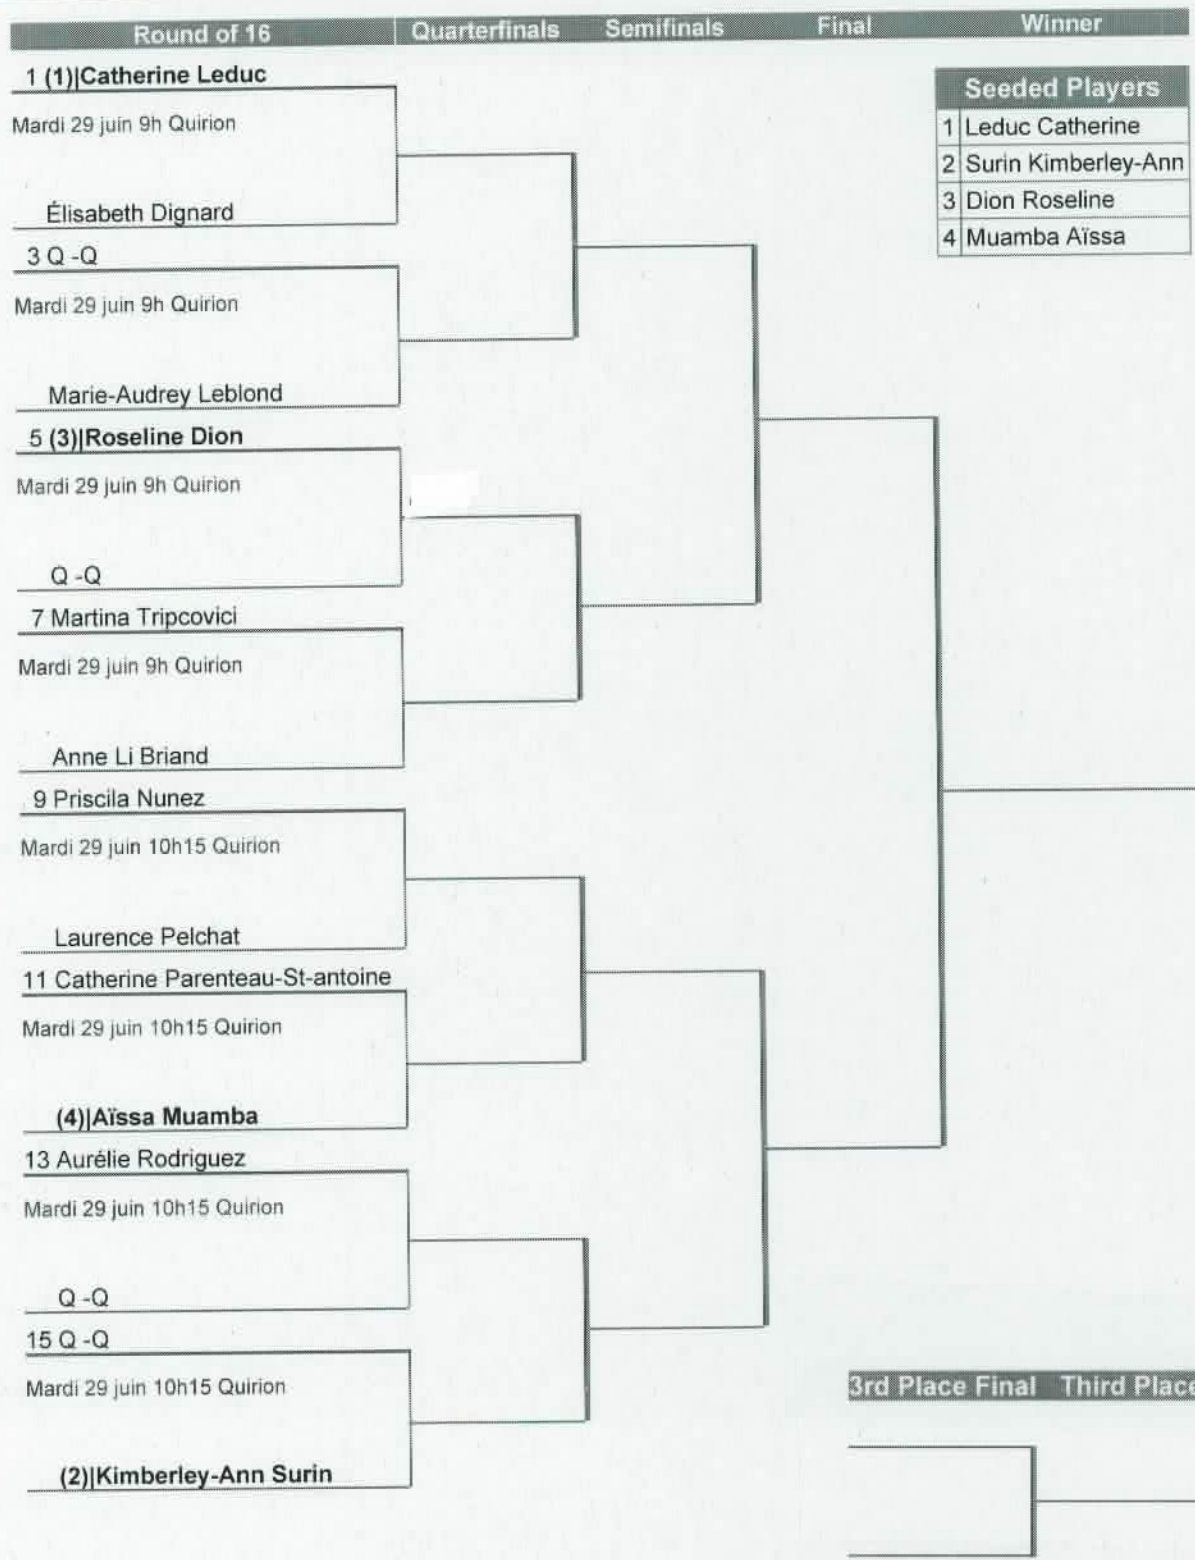 Round of 16 Quarterfinals Semifinals Final Winner
1 (1)|Catherine Leduc
Mardi 29 juin 9h Quirion
Élisabeth Dignard
3 Q -Q
Mardi 29 juin 9h Quirion
Marie-Audrey Leblond
5 (3)|Roseline Dion
Mardi 29 juin 9h Quirion
Q -Q
7 Martina Tripcovici
Mardi 29 juin 9h Quirion
Anne Li Briand
9 Priscila Nunez
Mardi 29 juin 10h15 Quirion
Laurence Pelchat
11 Catherine Parenteau-St-antoine
Mardi 29 juin 10h15 Quirion
(4)|Aïssa Muamba
13 Aurélie Rodriguez
Mardi 29 juin 10h15 Quirion
Q -Q
15 Q -Q
Mardi 29 juin 10h15 Quirion
(2)|Kimberley-Ann Surin
Seeded Players
1 Leduc Catherine
2 Surin Kimberley-Ann
3 Dion Roseline
4 Muamba Aïssa
3rd Place Final Third Place